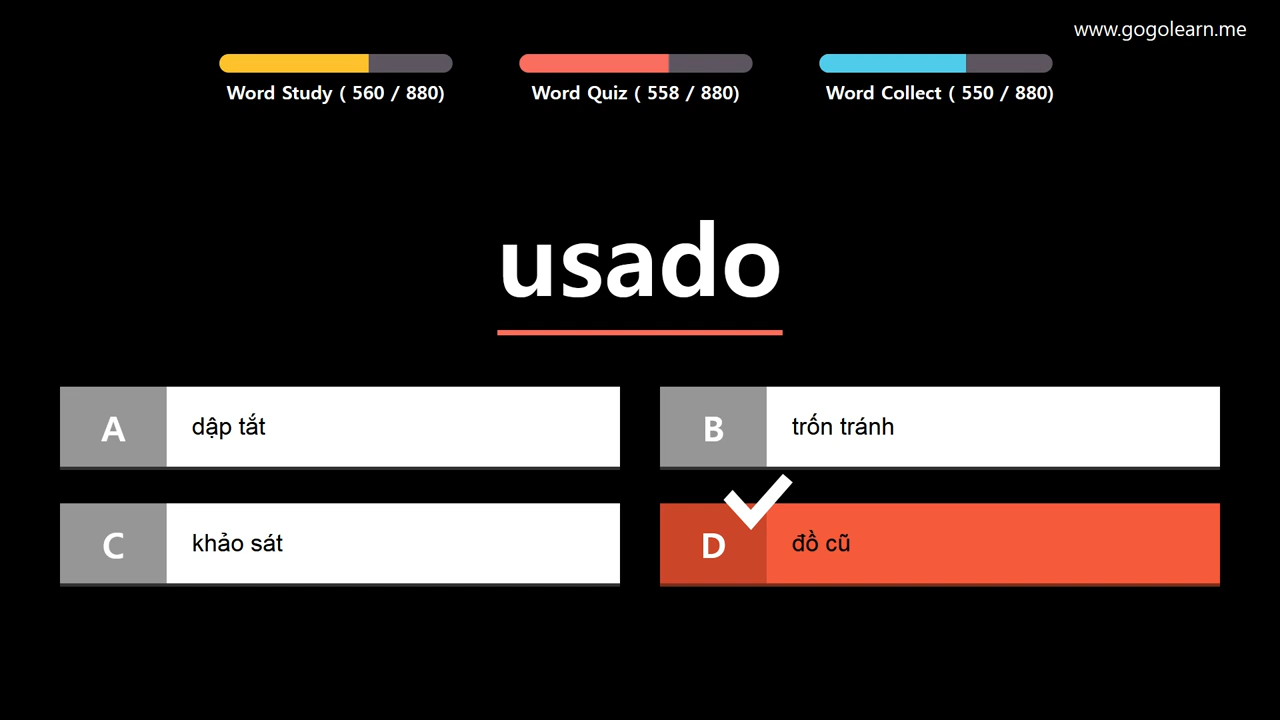 www.gogolearn.me
Word Study ( 560 / 880)
Word Quiz ( 558 / 880)
Word Collect ( 550 / 880)
usado
A
dập tắt
B
trốn tránh
C
khảo sát
D
đồ cũ